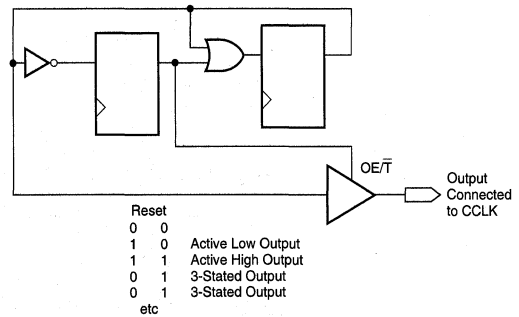 OE/T̅
Output
Connected
to CCLK
Reset
0 0
1 0 Active Low Output
1 1 Active High Output
0 1 3-Stated Output
0 1 3-Stated Output
etc